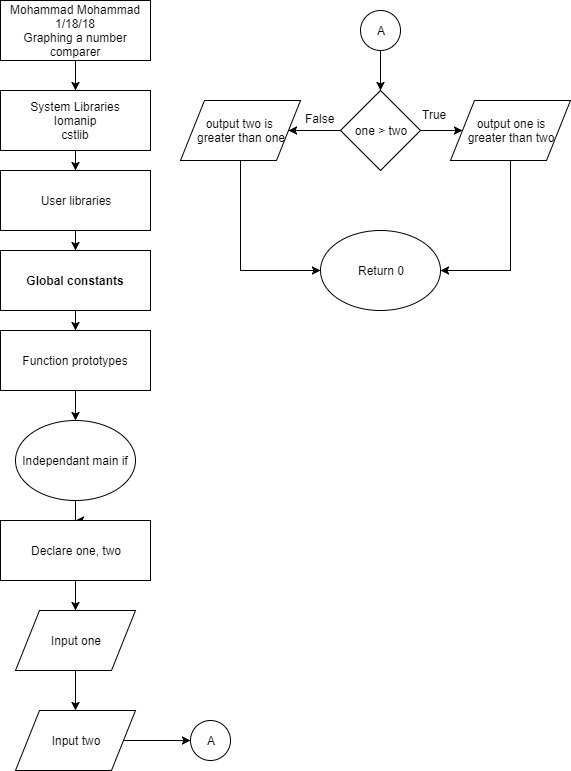 Mohammad Mohammad
1/18/18
Graphing a number
comparer
System Libraries
Iomanip
cstlib
User libraries
Global constants
Function prototypes
Independant main if
Declare one, two
Input one
Input two
A
A
one > two
False
True
output two is
greater than one
output one is
greater than two
Return 0